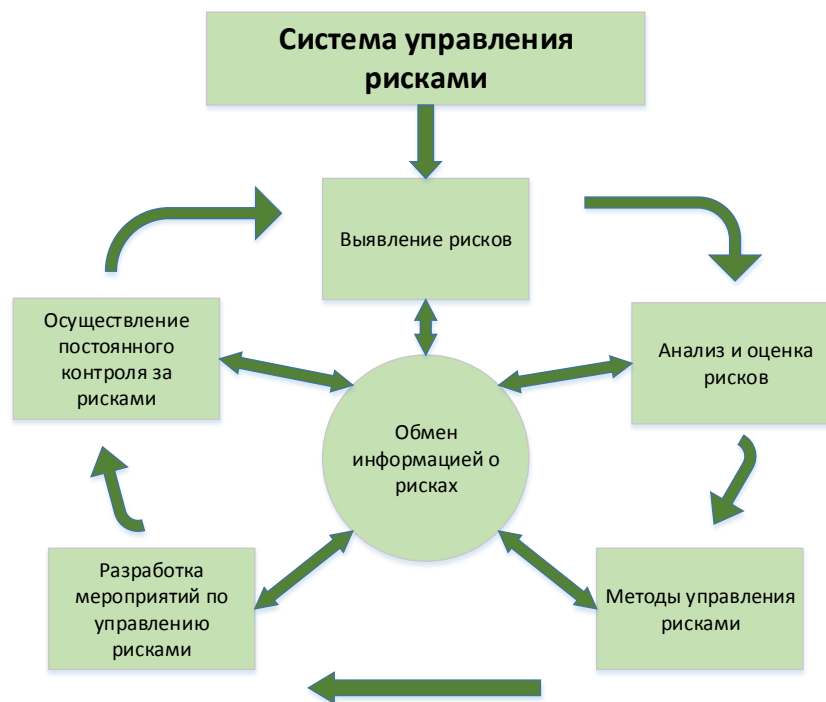 Система управления
рисками
Выявление рисков
Осуществление
постоянного
контроля за
рисками
Анализ и оценка
рисков
Обмен
информацией о
рисках
Разработка
мероприятий по
управлению
рисками
Методы управления
рисками